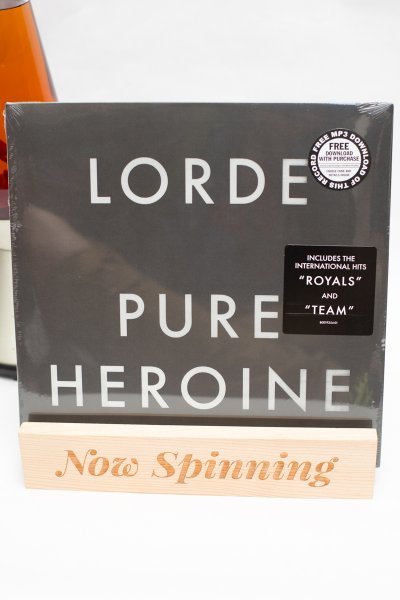 LORDE
PURE
HEROINE
FREE MP3 DOWNLOAD OF THIS RECORD
FREE
DOWNLOAD
WITH PURCHASE
INCLUDES THE
INTERNATIONAL HITS
“ROYALS”
AND
“TEAM”
Now Spinning